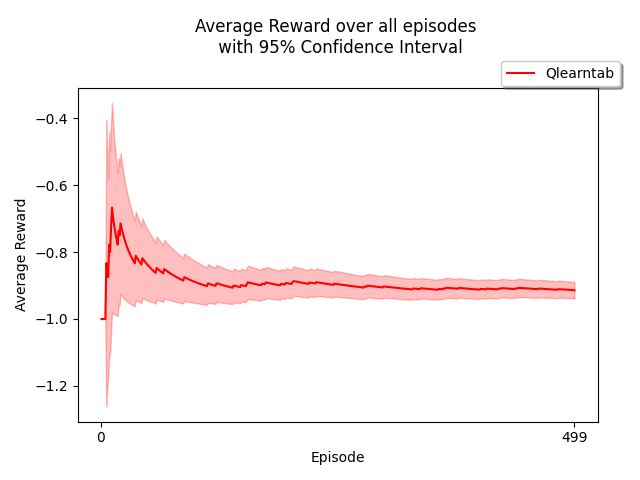 Average Reward over all episodes
with 95% Confidence Interval
Qlearntab
−0.4
−0.6
−0.8
−1.0
−1.2
Average Reward
0
499
Episode